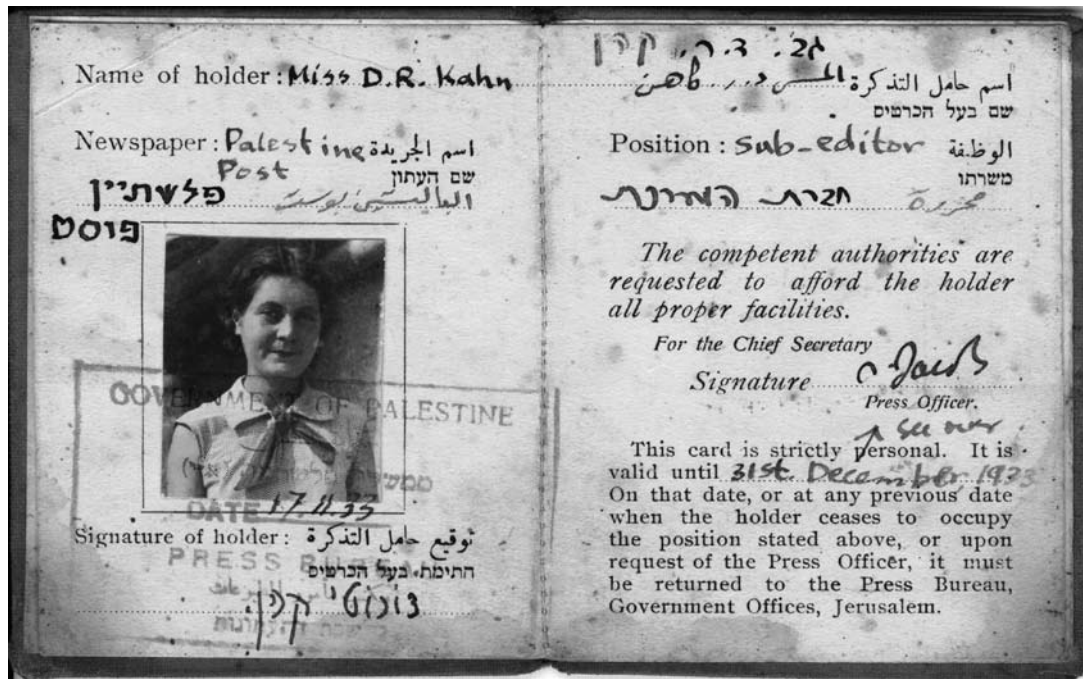 Name of holder: Miss D.R. Kahn
Newspaper: Palestine اسم الجريدة
Post שם העתון
פלשתיין
פוסט
GOVERNMENT OF PALESTINE
DATE 17.11.33
Signature of holder: توقيع حامل التذكرة
PRESS
חתימת בעל הכרטיס
קהן
גב. ד.ר. קהן
اسم حامل التذكرة
שם בעל הכרטיס
Position: Sub-editor الوظيفة
משרתו
חברת המערכת
The competent authorities are
requested to afford the holder
all proper facilities.
For the Chief Secretary
Signature
Press Officer.
This card is strictly personal. It is
valid until 31st. December, 1933
On that date, or at any previous date
when the holder ceases to occupy
the position stated above, or upon
request of the Press Officer, it must
be returned to the Press Bureau,
Government Offices, Jerusalem.